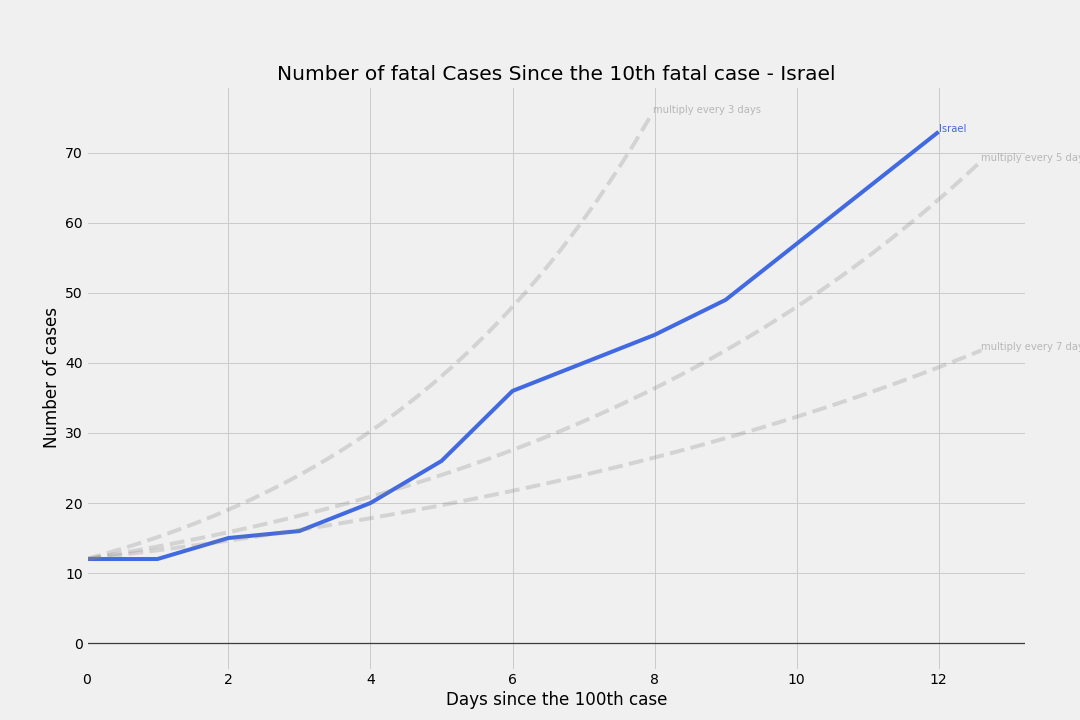 Number of fatal Cases Since the 10th fatal case - Israel
multiply every 3 days
Israel
multiply every 5 day
multiply every 7 day
70
60
50
40
30
20
10
0
Number of cases
0 2 4 6 8 10 12
Days since the 100th case